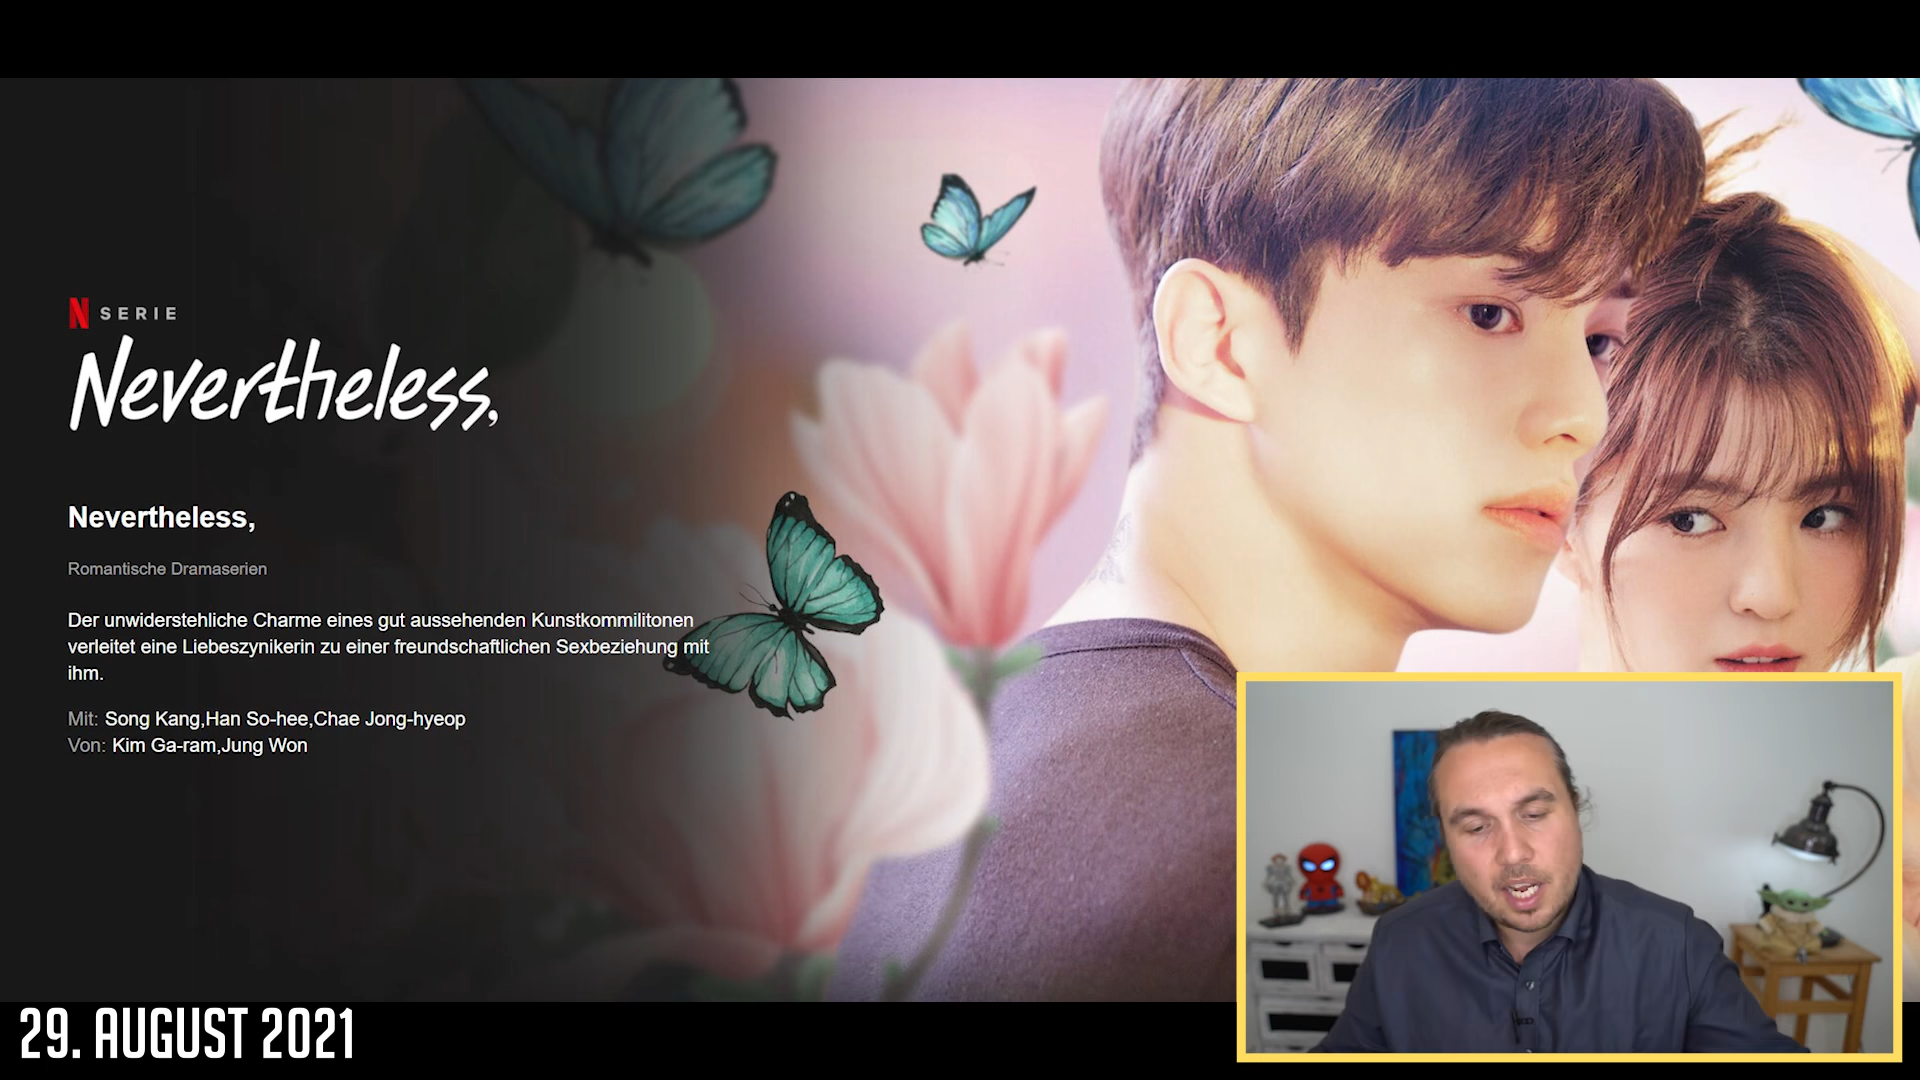 N SERIE
Nevertheless,
Nevertheless,
Romantische Dramaserien
Der unwiderstehliche Charme eines gut aussehenden Kunstkommilitonen
verleitet eine Liebeszynikerin zu einer freundschaftlichen Sexbeziehung mit
ihm.
Mit: Song Kang,Han So-hee,Chae Jong-hyeop
Von: Kim Ga-ram,Jung Won
29. AUGUST 2021